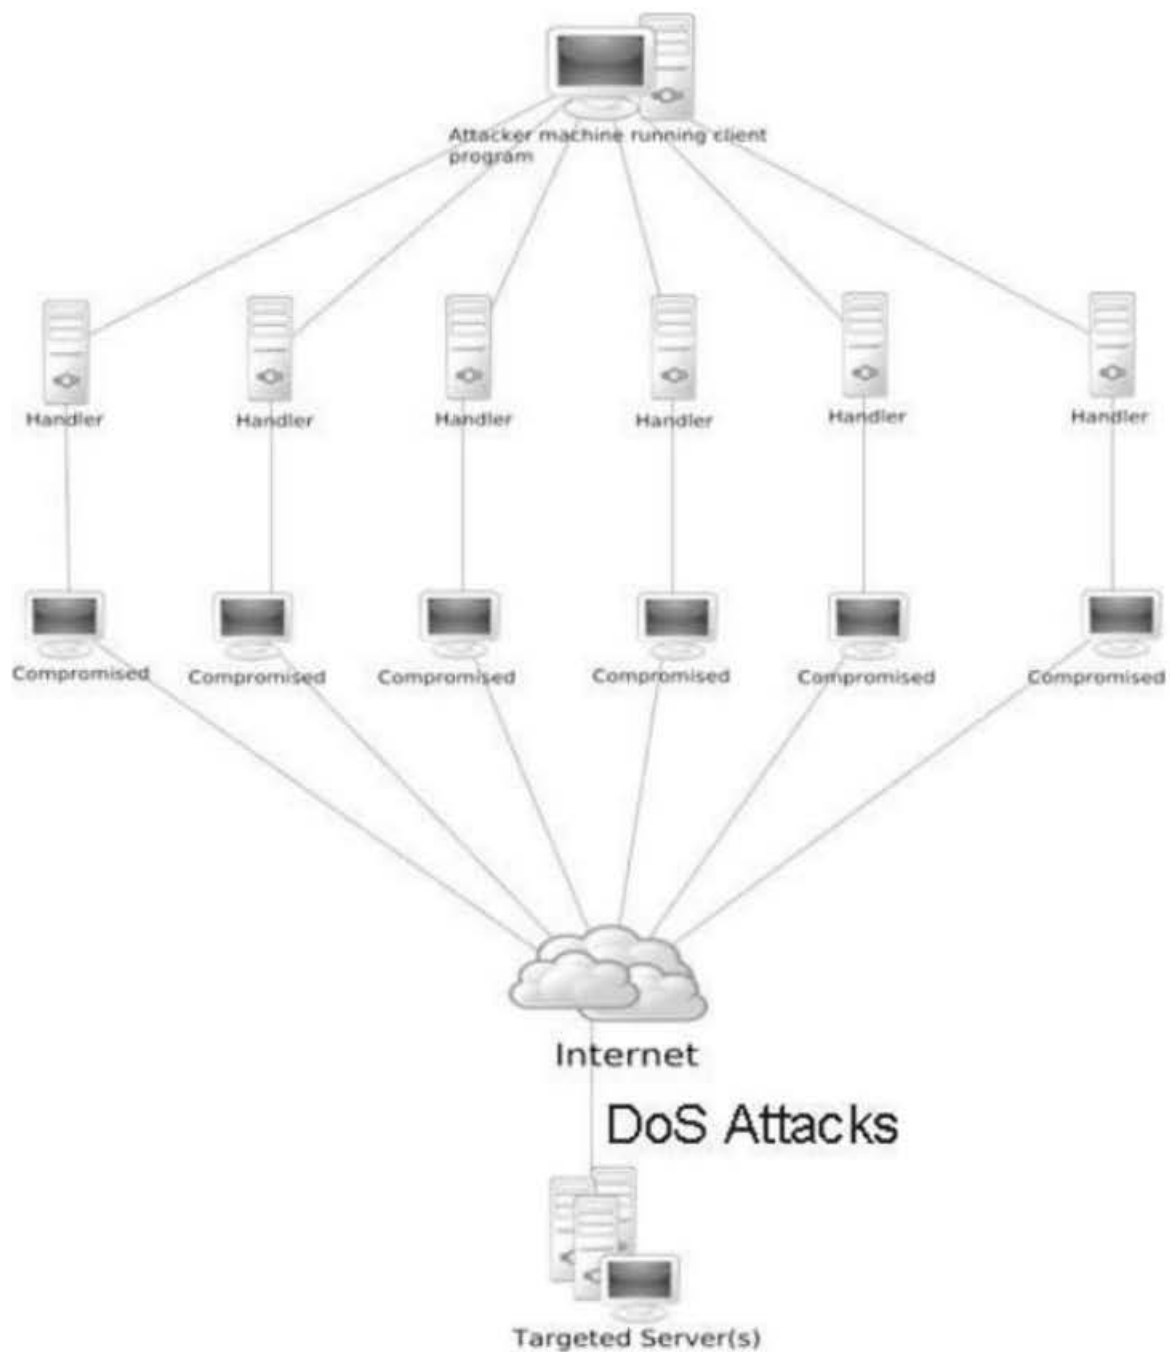 Attacker machine running client
program
Handler
Handler
Handler
Handler
Handler
Handler
Compromised
Compromised
Compromised
Compromised
Compromised
Compromised
Internet
DoS Attacks
Targeted Server(s)